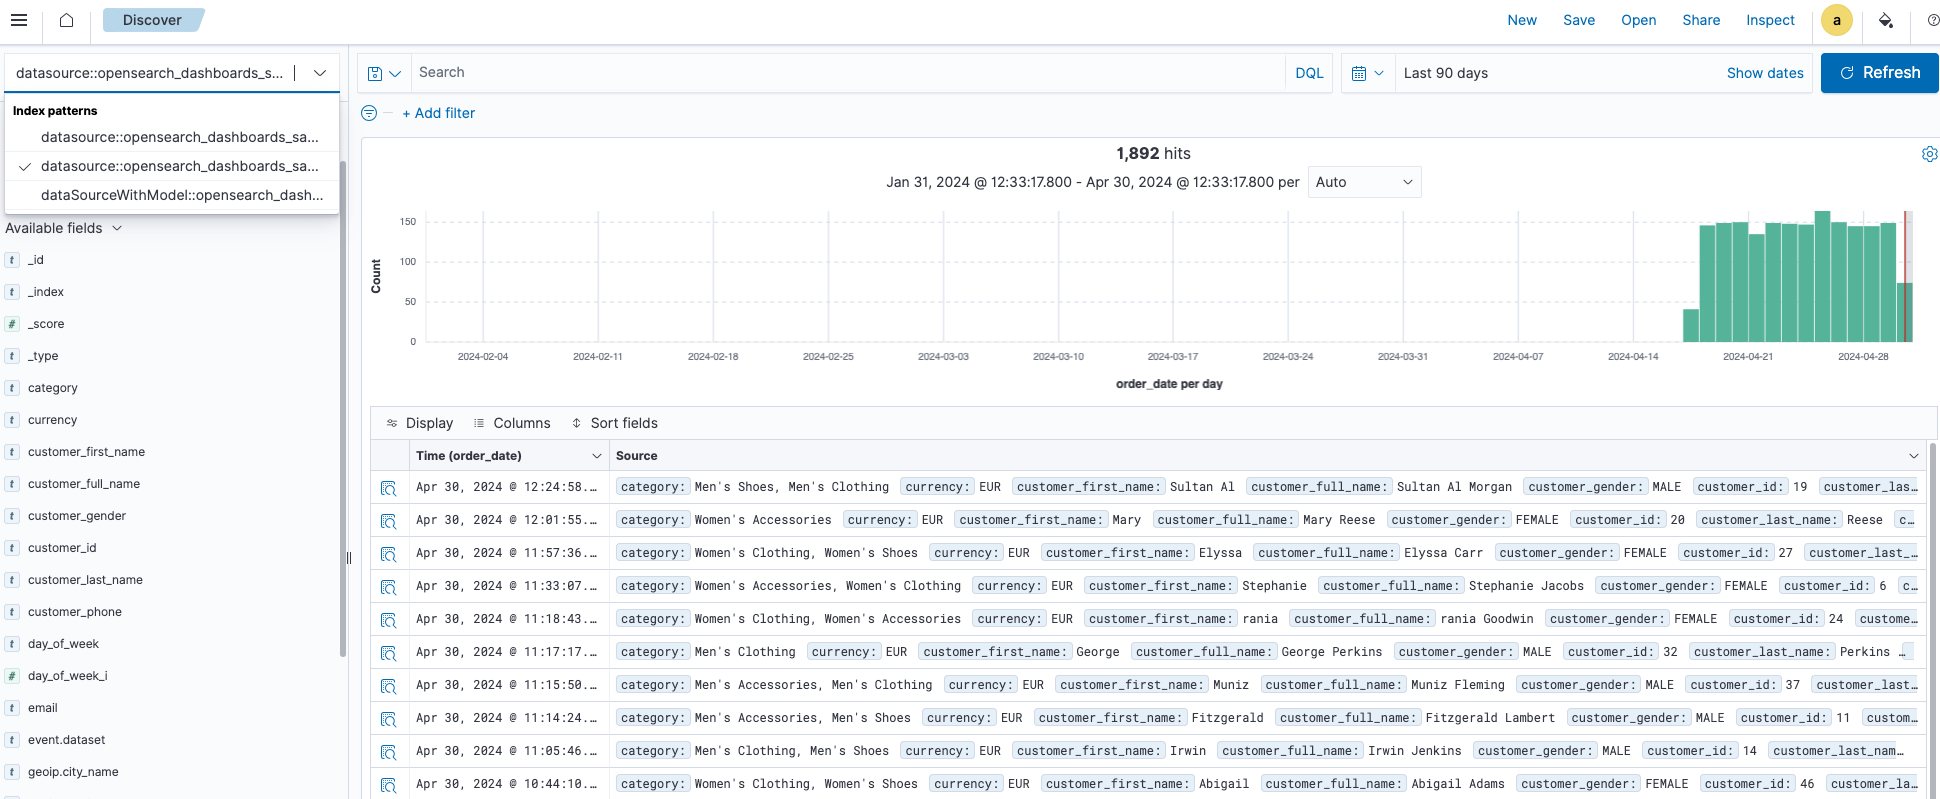 Discover
New Save Open Share Inspect a
datasource::opensearch_dashboards_s...
Search DQL
Last 90 days Show dates
Refresh
Index patterns
datasource::opensearch_dashboards_sa...
datasource::opensearch_dashboards_sa...
dataSourceWithModel::opensearch_dash...
+ Add filter
1,892 hits
Jan 31, 2024 @ 12:33:17.800 - Apr 30, 2024 @ 12:33:17.800 per Auto
Available fields
t _id
t _index
# _score
t _type
t category
t currency
t customer_first_name
t customer_full_name
t customer_gender
t customer_id
t customer_last_name
t customer_phone
t day_of_week
# day_of_week_i
t email
t event.dataset
t geoip.city_name
Count
150
100
50
0
2024-02-04 2024-02-11 2024-02-18 2024-02-25 2024-03-03 2024-03-10 2024-03-17 2024-03-24 2024-03-31 2024-04-07 2024-04-14 2024-04-21 2024-04-28
order_date per day
Display Columns Sort fields
Time (order_date) Source
Apr 30, 2024 @ 12:24:58.… category: Men's Shoes, Men's Clothing currency: EUR customer_first_name: Sultan Al customer_full_name: Sultan Al Morgan customer_gender: MALE customer_id: 19 customer_las…
Apr 30, 2024 @ 12:01:55.… category: Women's Accessories currency: EUR customer_first_name: Mary customer_full_name: Mary Reese customer_gender: FEMALE customer_id: 20 customer_last_name: Reese c…
Apr 30, 2024 @ 11:57:36.… category: Women's Clothing, Women's Shoes currency: EUR customer_first_name: Elyssa customer_full_name: Elyssa Carr customer_gender: FEMALE customer_id: 27 customer_last_…
Apr 30, 2024 @ 11:33:07.… category: Women's Accessories, Women's Clothing currency: EUR customer_first_name: Stephanie customer_full_name: Stephanie Jacobs customer_gender: FEMALE customer_id: 6 c…
Apr 30, 2024 @ 11:18:43.… category: Women's Clothing, Women's Accessories currency: EUR customer_first_name: rania customer_full_name: rania Goodwin customer_gender: FEMALE customer_id: 24 custome…
Apr 30, 2024 @ 11:17:17.… category: Men's Clothing currency: EUR customer_first_name: George customer_full_name: George Perkins customer_gender: MALE customer_id: 32 customer_last_name: Perkins …
Apr 30, 2024 @ 11:15:50.… category: Men's Accessories, Men's Clothing currency: EUR customer_first_name: Muniz customer_full_name: Muniz Fleming customer_gender: MALE customer_id: 37 customer_last…
Apr 30, 2024 @ 11:14:24.… category: Men's Accessories, Men's Shoes currency: EUR customer_first_name: Fitzgerald customer_full_name: Fitzgerald Lambert customer_gender: MALE customer_id: 11 custom…
Apr 30, 2024 @ 11:05:46.… category: Men's Clothing, Men's Shoes currency: EUR customer_first_name: Irwin customer_full_name: Irwin Jenkins customer_gender: MALE customer_id: 14 customer_last_nam…
Apr 30, 2024 @ 10:44:10.… category: Women's Clothing, Women's Shoes currency: EUR customer_first_name: Abigail customer_full_name: Abigail Adams customer_gender: FEMALE customer_id: 46 customer_la…